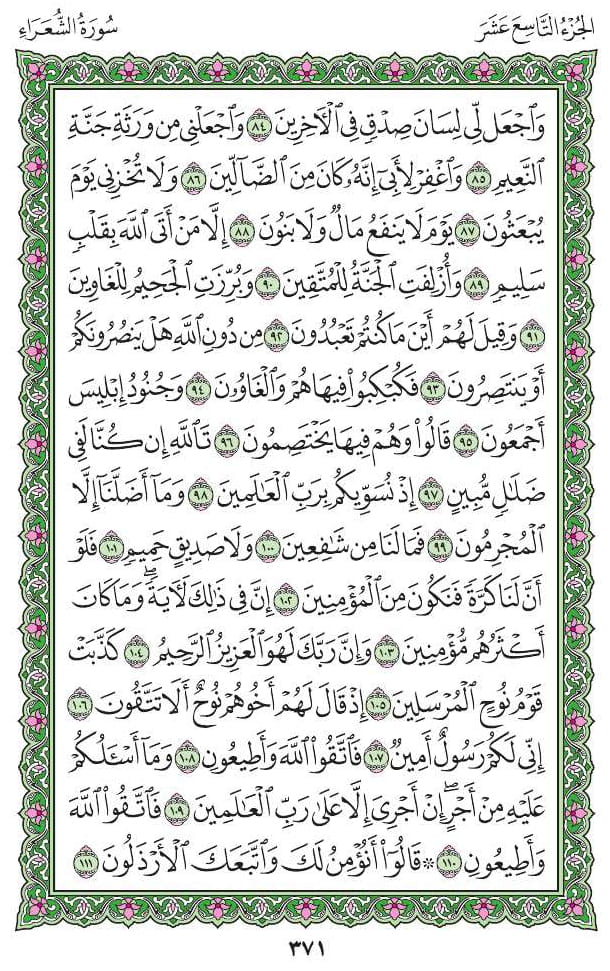 الجُزْءُ التَّاسِعَ عَشَرَ
سُورَةُ الشُّعَرَاءِ
وَٱجْعَل لِّي لِسَانَ صِدْقٖ فِي ٱلْأٓخِرِينَ ٨٤ وَٱجْعَلْنِي مِن وَرَثَةِ جَنَّةِ
ٱلنَّعِيمِ ٨٥ وَٱغْفِرْ لِأَبِيٓ إِنَّهُۥ كَانَ مِنَ ٱلضَّآلِّينَ ٨٦ وَلَا تُخْزِنِي يَوْمَ
يُبْعَثُونَ ٨٧ يَوْمَ لَا يَنفَعُ مَالٞ وَلَا بَنُونَ ٨٨ إِلَّا مَنْ أَتَى ٱللَّهَ بِقَلْبٖ
سَلِيمٖ ٨٩ وَأُزْلِفَتِ ٱلْجَنَّةُ لِلْمُتَّقِينَ ٩٠ وَبُرِّزَتِ ٱلْجَحِيمُ لِلْغَاوِينَ
٩١ وَقِيلَ لَهُمْ أَيْنَ مَا كُنتُمْ تَعْبُدُونَ ٩٢ مِن دُونِ ٱللَّهِ هَلْ يَنصُرُونَكُمْ
أَوْ يَنتَصِرُونَ ٩٣ فَكُبْكِبُوا۟ فِيهَا هُمْ وَٱلْغَاوُۥنَ ٩٤ وَجُنُودُ إِبْلِيسَ
أَجْمَعُونَ ٩٥ قَالُوا۟ وَهُمْ فِيهَا يَخْتَصِمُونَ ٩٦ تَٱللَّهِ إِن كُنَّا لَفِي
ضَلَٰلٖ مُّبِينٍ ٩٧ إِذْ نُسَوِّيكُم بِرَبِّ ٱلْعَٰلَمِينَ ٩٨ وَمَآ أَضَلَّنَآ إِلَّا
ٱلْمُجْرِمُونَ ٩٩ فَمَا لَنَا مِن شَٰفِعِينَ ١٠٠ وَلَا صَدِيقٍ حَمِيمٖ ١٠١ فَلَوْ
أَنَّ لَنَا كَرَّةٗ فَنَكُونَ مِنَ ٱلْمُؤْمِنِينَ ١٠٢ إِنَّ فِي ذَٰلِكَ لَأٓيَةٗۖ وَمَا كَانَ
أَكْثَرُهُم مُّؤْمِنِينَ ١٠٣ وَإِنَّ رَبَّكَ لَهُوَ ٱلْعَزِيزُ ٱلرَّحِيمُ ١٠٤ كَذَّبَتْ
قَوْمُ نُوحٍ ٱلْمُرْسَلِينَ ١٠٥ إِذْ قَالَ لَهُمْ أَخُوهُمْ نُوحٌ أَلَا تَتَّقُونَ ١٠٦
إِنِّي لَكُمْ رَسُولٌ أَمِينٞ ١٠٧ فَٱتَّقُوا۟ ٱللَّهَ وَأَطِيعُونِ ١٠٨ وَمَآ أَسْـَٔلُكُمْ
عَلَيْهِ مِنْ أَجْرٍۖ إِنْ أَجْرِيَ إِلَّا عَلَىٰ رَبِّ ٱلْعَٰلَمِينَ ١٠٩ فَٱتَّقُوا۟ ٱللَّهَ
وَأَطِيعُونِ ١١٠ ۞ قَالُوٓا۟ أَنُؤْمِنُ لَكَ وَٱتَّبَعَكَ ٱلْأَرْذَلُونَ ١١١
٣٧١